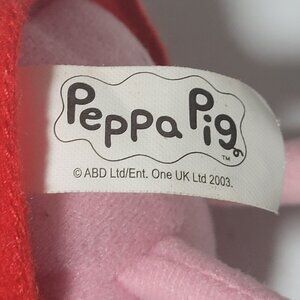 Peppa Pig
TM
© ABD Ltd/Ent. One UK Ltd 2003.